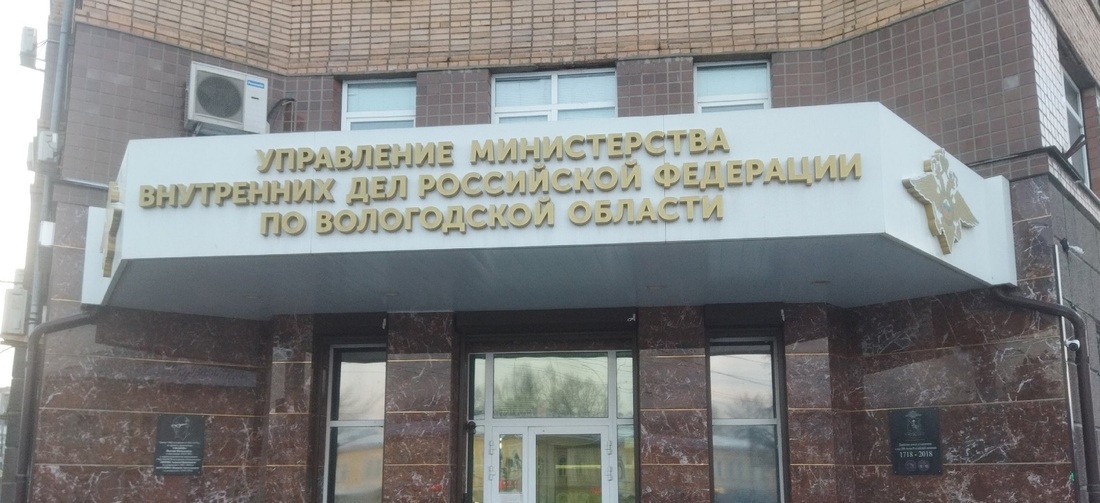 УПРАВЛЕНИЕ МИНИСТЕРСТВА
ВНУТРЕННИХ ДЕЛ РОССИЙСКОЙ ФЕДЕРАЦИИ
ПО ВОЛОГОДСКОЙ ОБЛАСТИ
1718 - 2018